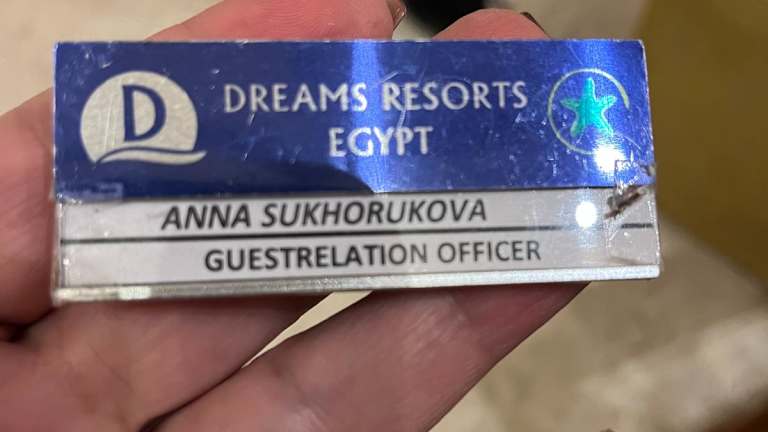 D
DREAMS RESORTS
EGYPT
ANNA SUKHORUKOVA
GUESTRELATION OFFICER